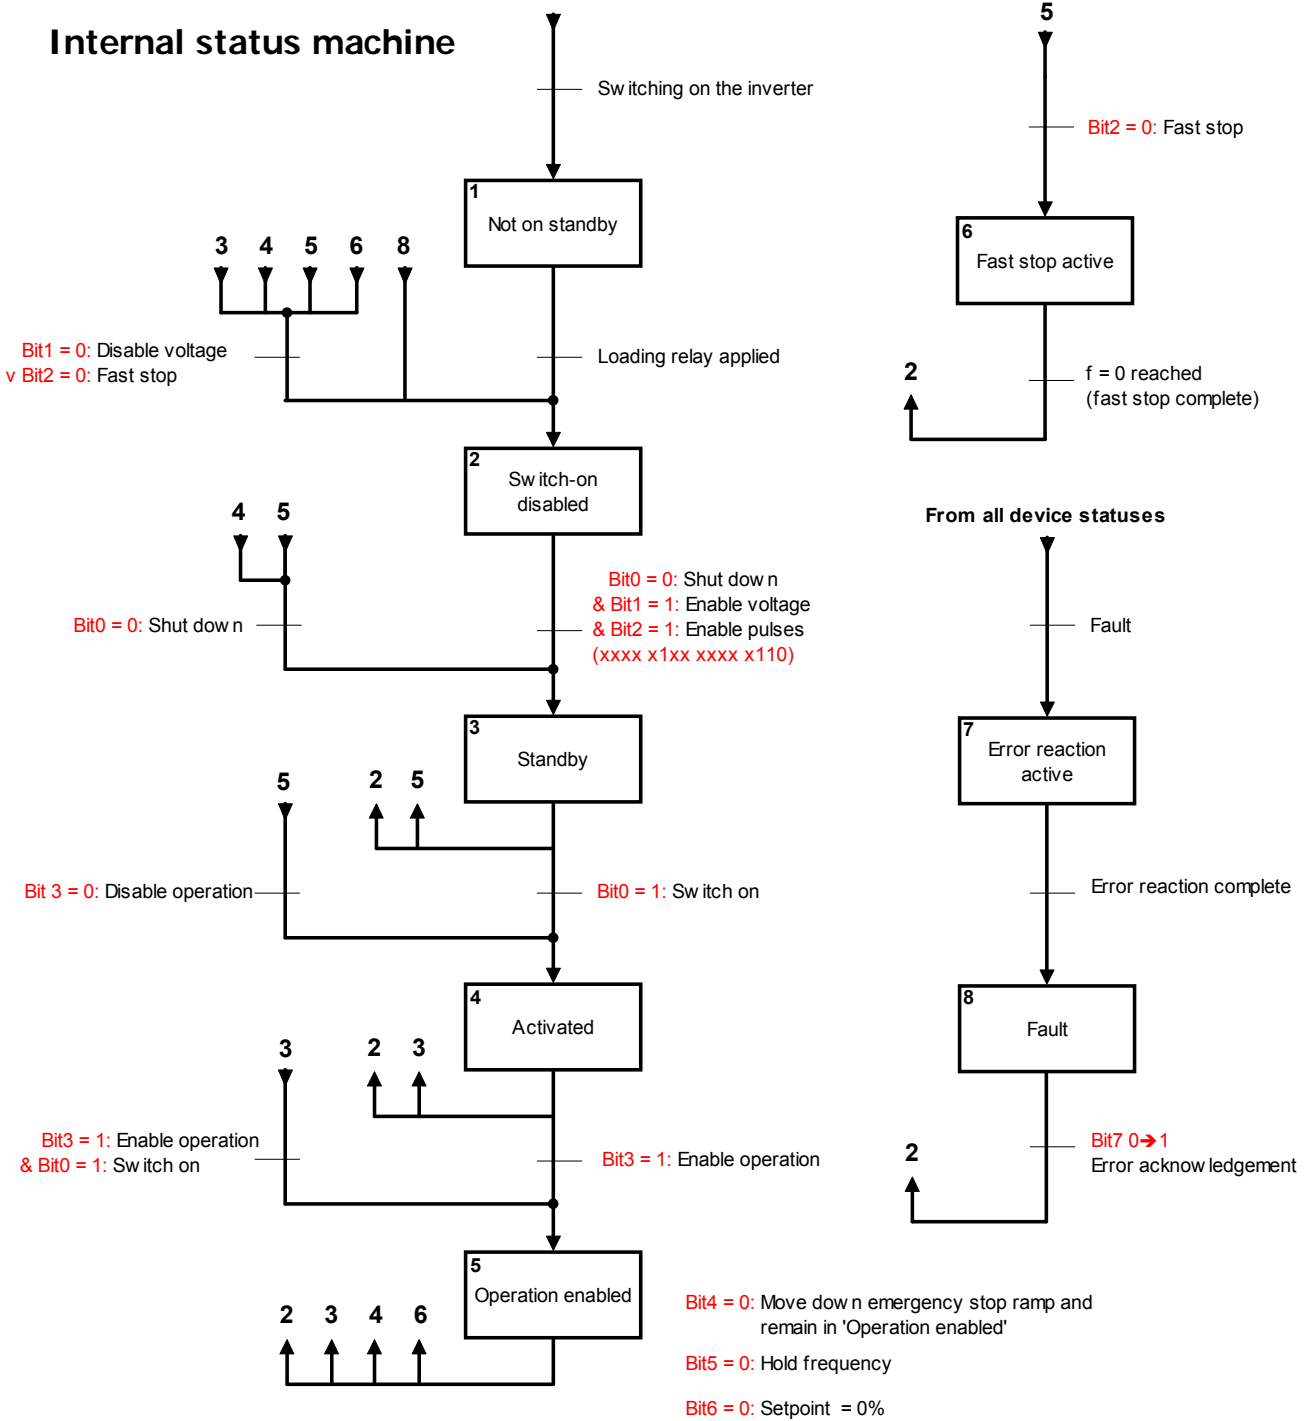 Internal status machine
Switching on the inverter
1
Not on standby
3 4 5 6 8
Bit1 = 0: Disable voltage
v Bit2 = 0: Fast stop
Loading relay applied
2
Switch-on
disabled
4 5
Bit0 = 0: Shut down
Bit0 = 0: Shut down
& Bit1 = 1: Enable voltage
& Bit2 = 1: Enable pulses
(xxxx x1xx xxxx x110)
3
Standby
5
2 5
Bit 3 = 0: Disable operation
Bit0 = 1: Switch on
4
Activated
3
2 3
Bit3 = 1: Enable operation
& Bit0 = 1: Switch on
Bit3 = 1: Enable operation
5
Operation enabled
2 3 4 6
Bit4 = 0: Move down emergency stop ramp and
remain in 'Operation enabled'
Bit5 = 0: Hold frequency
Bit6 = 0: Setpoint = 0%
5
Bit2 = 0: Fast stop
6
Fast stop active
2
f = 0 reached
(fast stop complete)
From all device statuses
Fault
7
Error reaction
active
Error reaction complete
8
Fault
2
Bit7 0➔1
Error acknowledgement